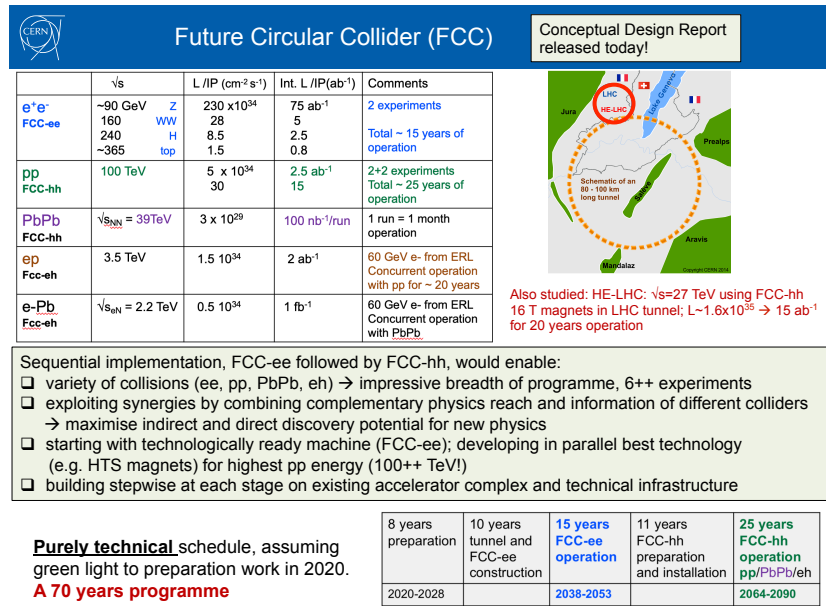 CERN
Future Circular Collider (FCC)
Conceptual Design Report
released today!
√s L /IP (cm⁻² s⁻¹) Int. L /IP(ab⁻¹) Comments
e⁺e⁻
FCC-ee
~90 GeV Z
160 WW
240 H
~365 top
230 x10³⁴
28
8.5
1.5
75 ab⁻¹
5
2.5
0.8
2 experiments
Total ~ 15 years of
operation
pp
FCC-hh
100 TeV
5 x 10³⁴
30
2.5 ab⁻¹
15
2+2 experiments
Total ~ 25 years of
operation
PbPb
FCC-hh
√sNN = 39TeV
3 x 10²⁹
100 nb⁻¹/run
1 run = 1 month
operation
ep
Fcc-eh
3.5 TeV
1.5 10³⁴
2 ab⁻¹
60 GeV e- from ERL
Concurrent operation
with pp for ~ 20 years
e-Pb
Fcc-eh
√seN = 2.2 TeV
0.5 10³⁴
1 fb⁻¹
60 GeV e- from ERL
Concurrent operation
with PbPb
LHC
HE-LHC
Jura
Lake Geneva
Prealps
Schematic of an
80 - 100 km
long tunnel
Salève
Aravis
Mandalaz
Copyright CERN 2014
Also studied: HE-LHC: √s=27 TeV using FCC-hh
16 T magnets in LHC tunnel; L~1.6x10³⁵ → 15 ab⁻¹
for 20 years operation
Sequential implementation, FCC-ee followed by FCC-hh, would enable:
❑ variety of collisions (ee, pp, PbPb, eh) → impressive breadth of programme, 6++ experiments
❑ exploiting synergies by combining complementary physics reach and information of different colliders
→ maximise indirect and direct discovery potential for new physics
❑ starting with technologically ready machine (FCC-ee); developing in parallel best technology
(e.g. HTS magnets) for highest pp energy (100++ TeV!)
❑ building stepwise at each stage on existing accelerator complex and technical infrastructure
Purely technical schedule, assuming
green light to preparation work in 2020.
A 70 years programme
8 years
preparation
10 years
tunnel and
FCC-ee
construction
15 years
FCC-ee
operation
11 years
FCC-hh
preparation
and installation
25 years
FCC-hh
operation
pp/PbPb/eh
2020-2028
2038-2053
2064-2090